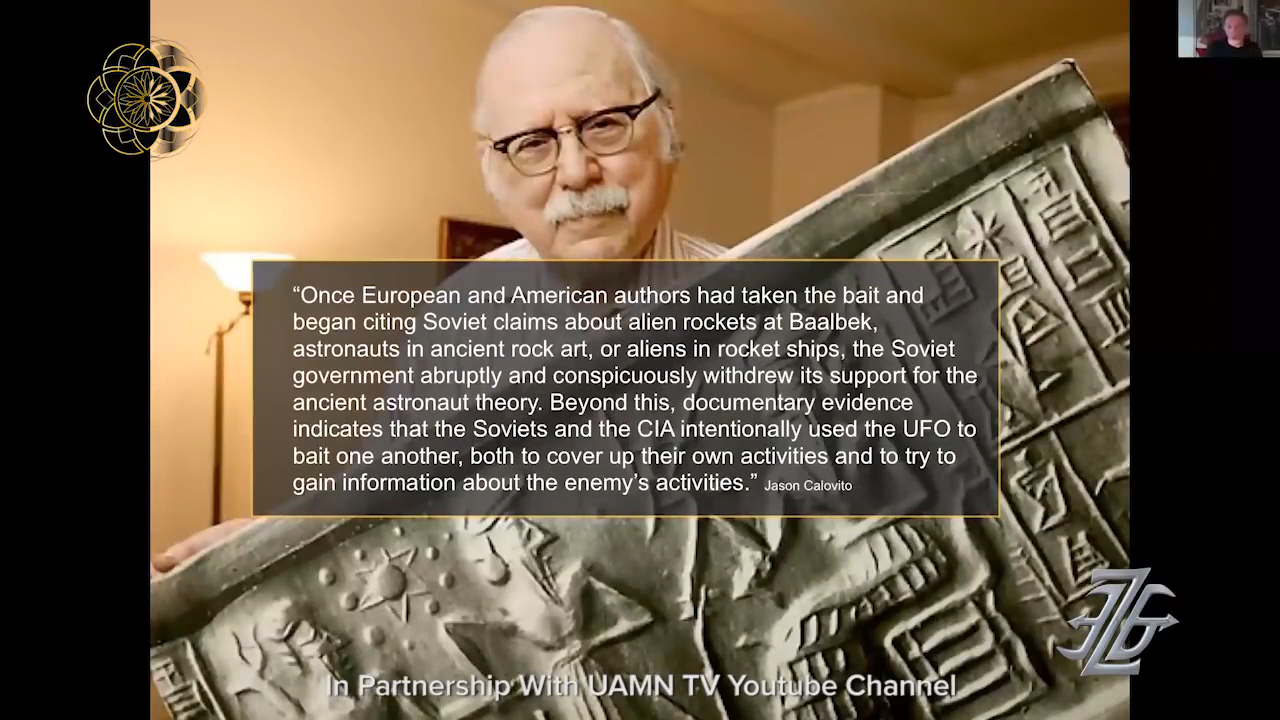 “Once European and American authors had taken the bait and
began citing Soviet claims about alien rockets at Baalbek,
astronauts in ancient rock art, or aliens in rocket ships, the Soviet
government abruptly and conspicuously withdrew its support for the
ancient astronaut theory. Beyond this, documentary evidence
indicates that the Soviets and the CIA intentionally used the UFO to
bait one another, both to cover up their own activities and to try to
gain information about the enemy’s activities.” Jason Calovito
In Partnership With UAMN TV Youtube Channel